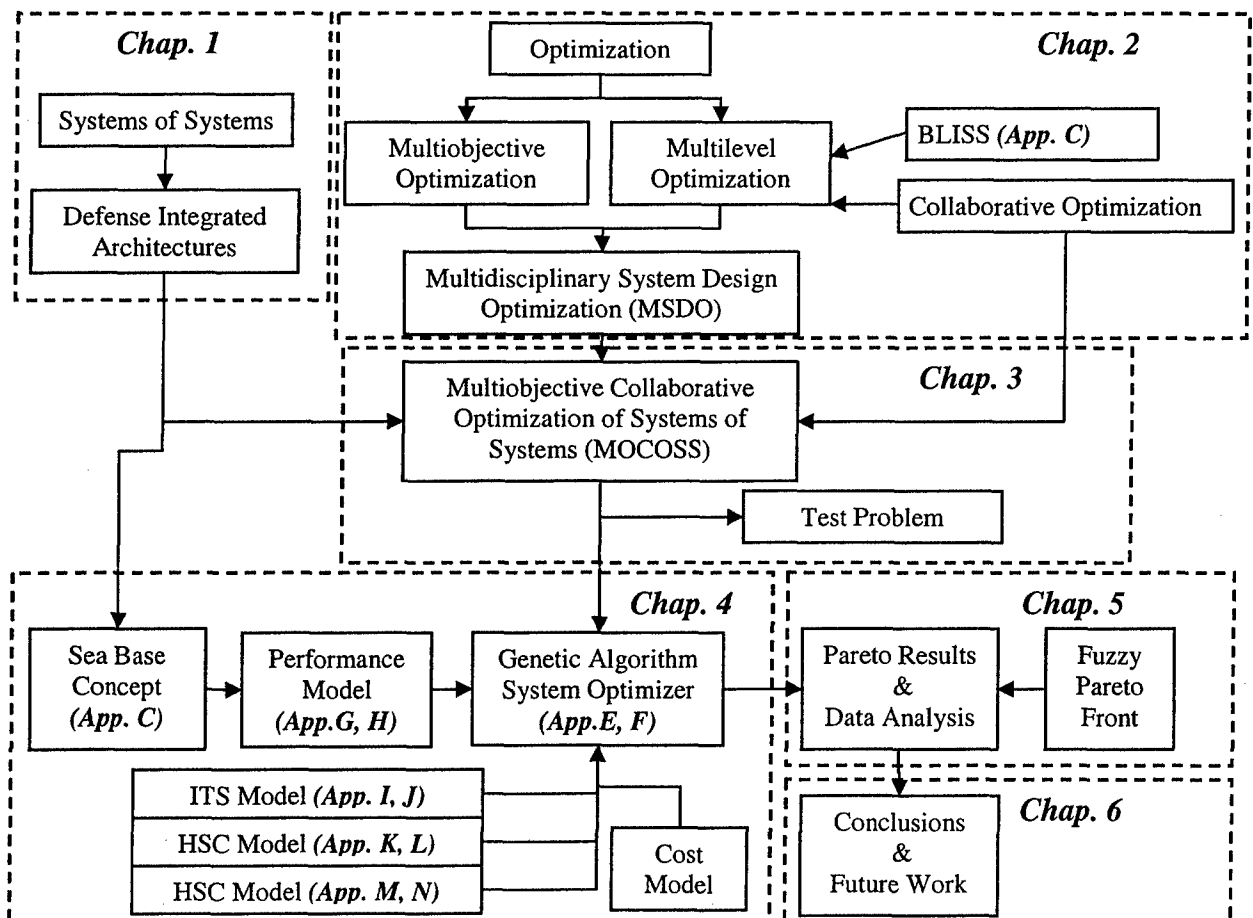 Chap. 1
Systems of Systems
Defense Integrated
Architectures
Chap. 2
Optimization
Multiobjective
Optimization
Multilevel
Optimization
BLISS (App. C)
Collaborative Optimization
Multidisciplinary System Design
Optimization (MSDO)
Chap. 3
Multiobjective Collaborative
Optimization of Systems of
Systems (MOCOSS)
Test Problem
Chap. 4
Sea Base
Concept
(App. C)
Performance
Model
(App.G, H)
Genetic Algorithm
System Optimizer
(App.E, F)
ITS Model (App. I, J)
HSC Model (App. K, L)
HSC Model (App. M, N)
Cost
Model
Chap. 5
Pareto Results
&
Data Analysis
Fuzzy
Pareto
Front
Chap. 6
Conclusions
&
Future Work